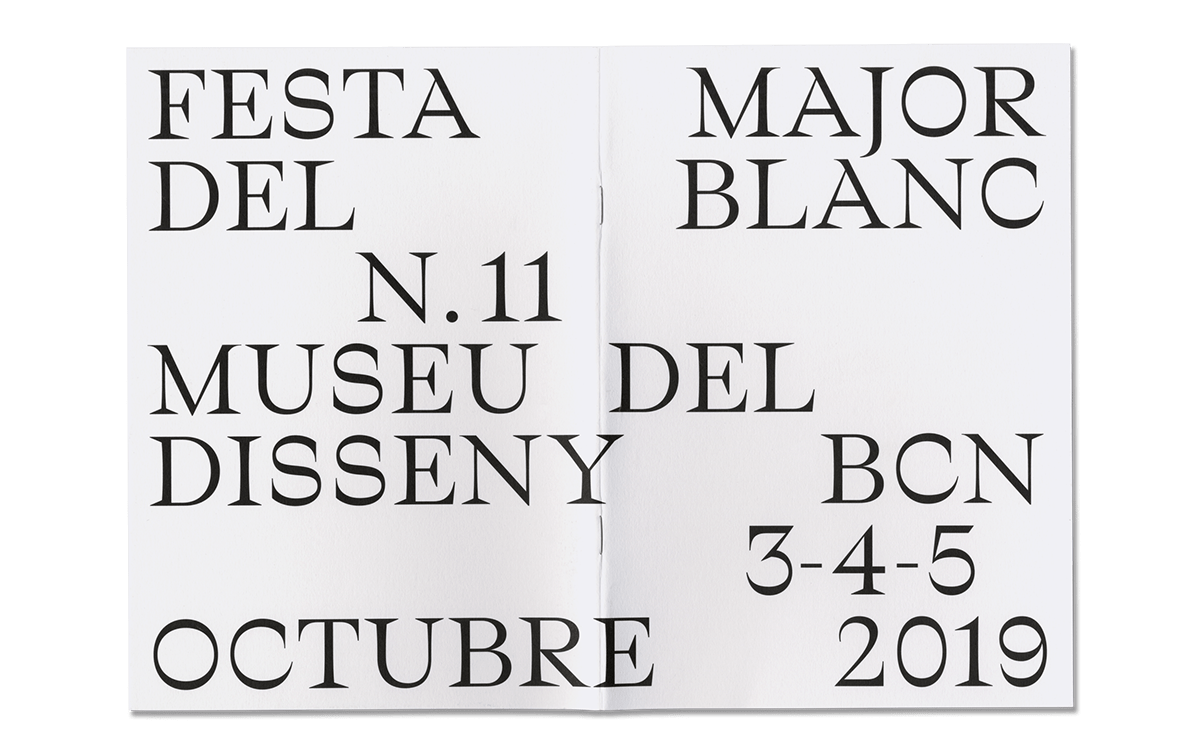 FESTA MAJOR
DEL BLANC
N. 11
MUSEU DEL
DISSENY BCN
3-4-5
OCTUBRE 2019